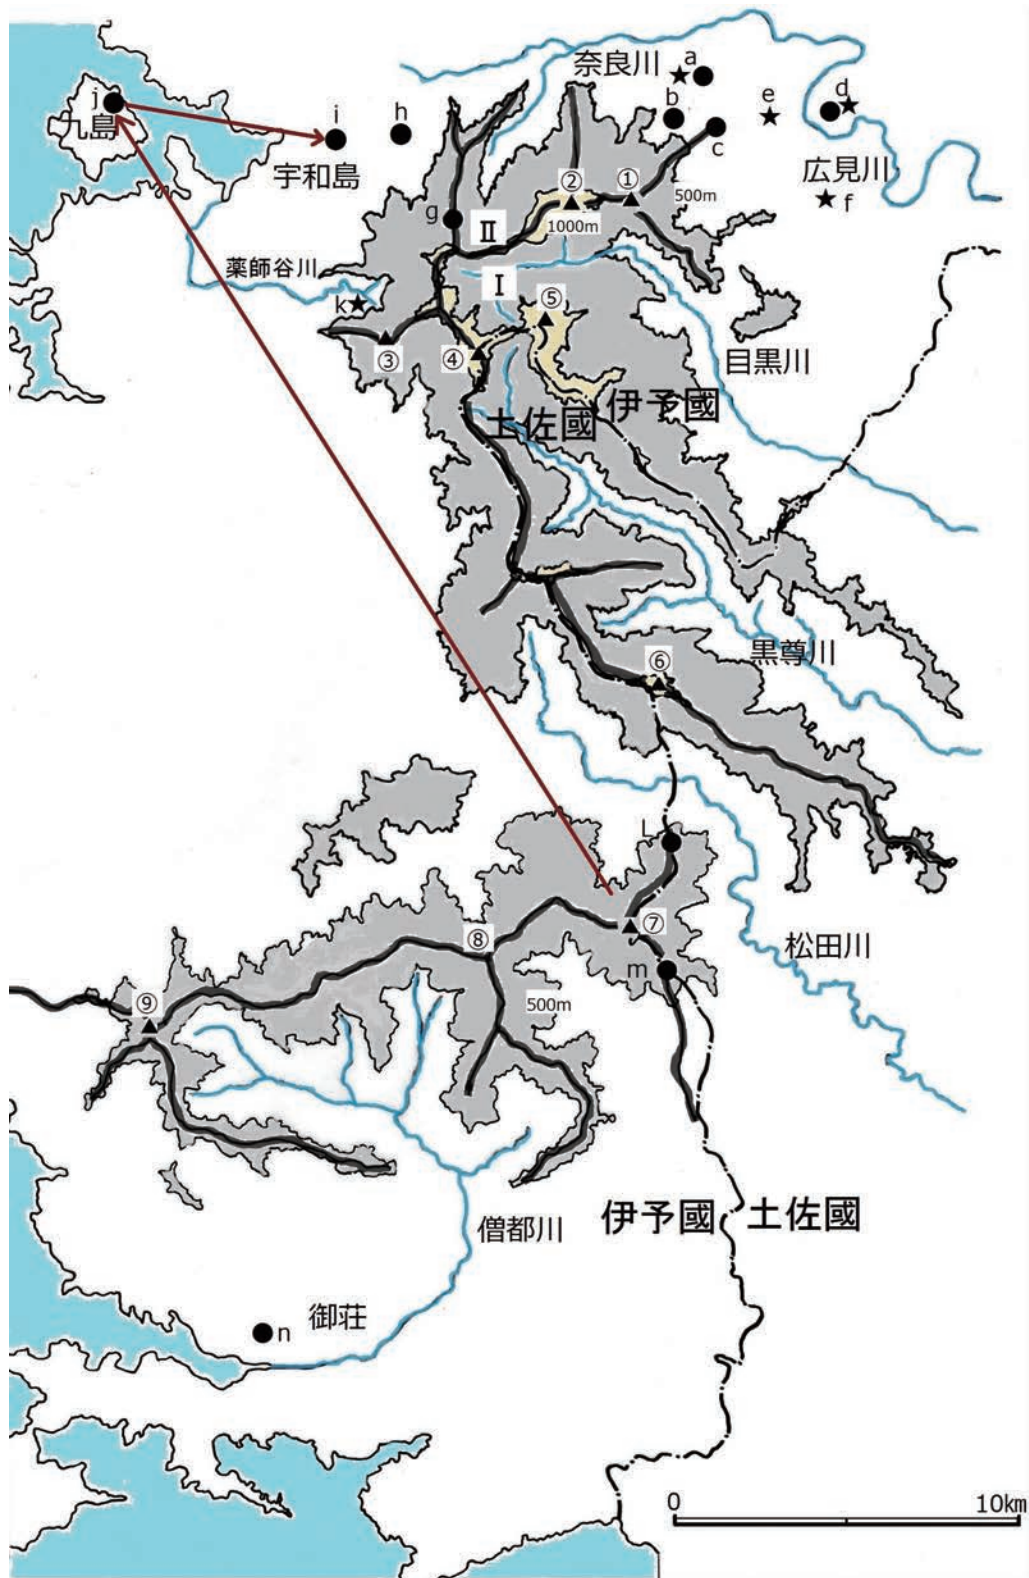 奈良川
a
b
e
d
c
j
九島
i
h
宇和島
広見川
f
②
①
500m
g
Ⅱ
1000m
薬師谷川
Ⅰ
k
⑤
③
④
目黒川
伊予國
土佐國
黒尊川
⑥
L
⑦
⑧
松田川
m
500m
⑨
伊予國
土佐國
僧都川
御荘
n
0
10km